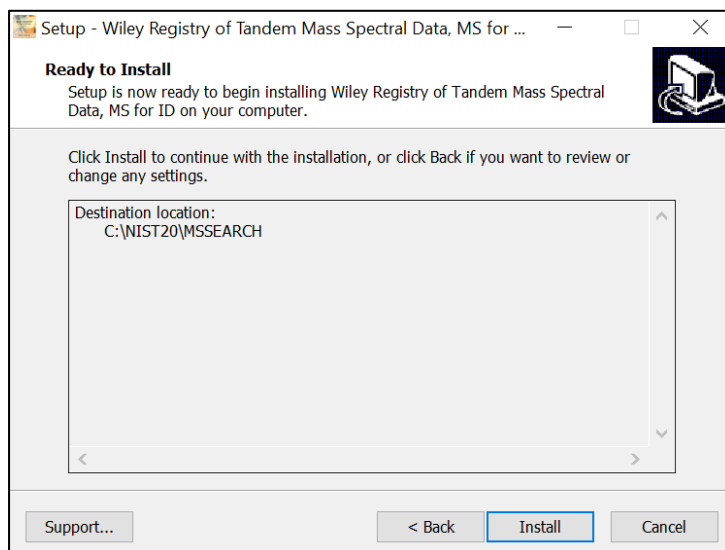 Setup - Wiley Registry of Tandem Mass Spectral Data, MS for ...
Ready to Install
Setup is now ready to begin installing Wiley Registry of Tandem Mass Spectral
Data, MS for ID on your computer.
Click Install to continue with the installation, or click Back if you want to review or
change any settings.
Destination location:
C:\NIST20\MSSEARCH
Support...
< Back
Install
Cancel